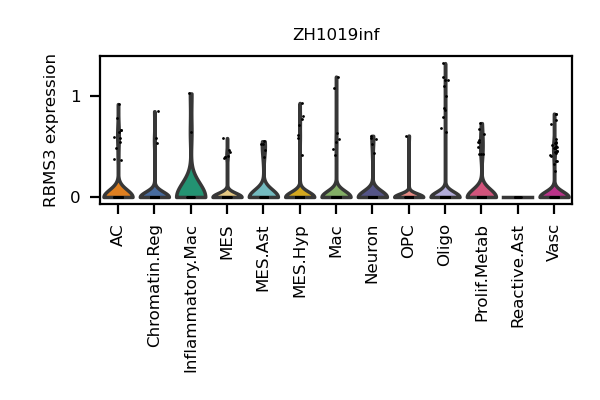 ZH1019inf
RBMS3 expression
1
0
AC
Chromatin.Reg
Inflammatory.Mac
MES
MES.Ast
MES.Hyp
Mac
Neuron
OPC
Oligo
Prolif.Metab
Reactive.Ast
Vasc